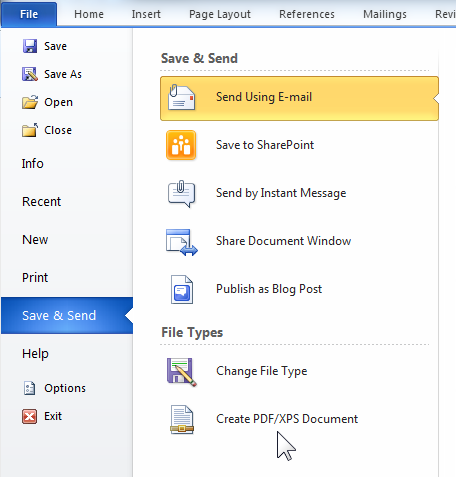 File Home Insert Page Layout References Mailings
Save
Save As
Open
Close
Info
Recent
New
Print
Save & Send
Help
Options
Exit
Save & Send
Send Using E-mail
Save to SharePoint
Send by Instant Message
Share Document Window
Publish as Blog Post
File Types
Change File Type
Create PDF/XPS Document